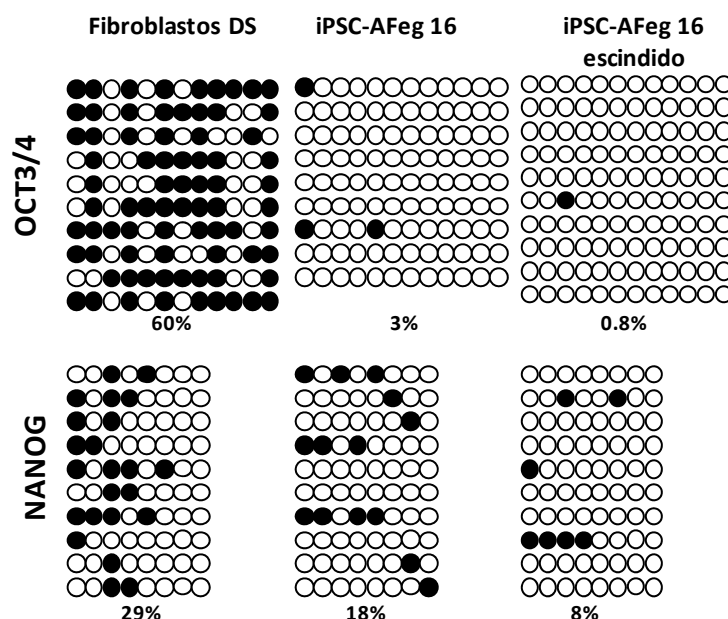 Fibroblastos DS
iPSC-AFeg 16
iPSC-AFeg 16
escindido
OCT3/4
60%
3%
0.8%
NANOG
29%
18%
8%